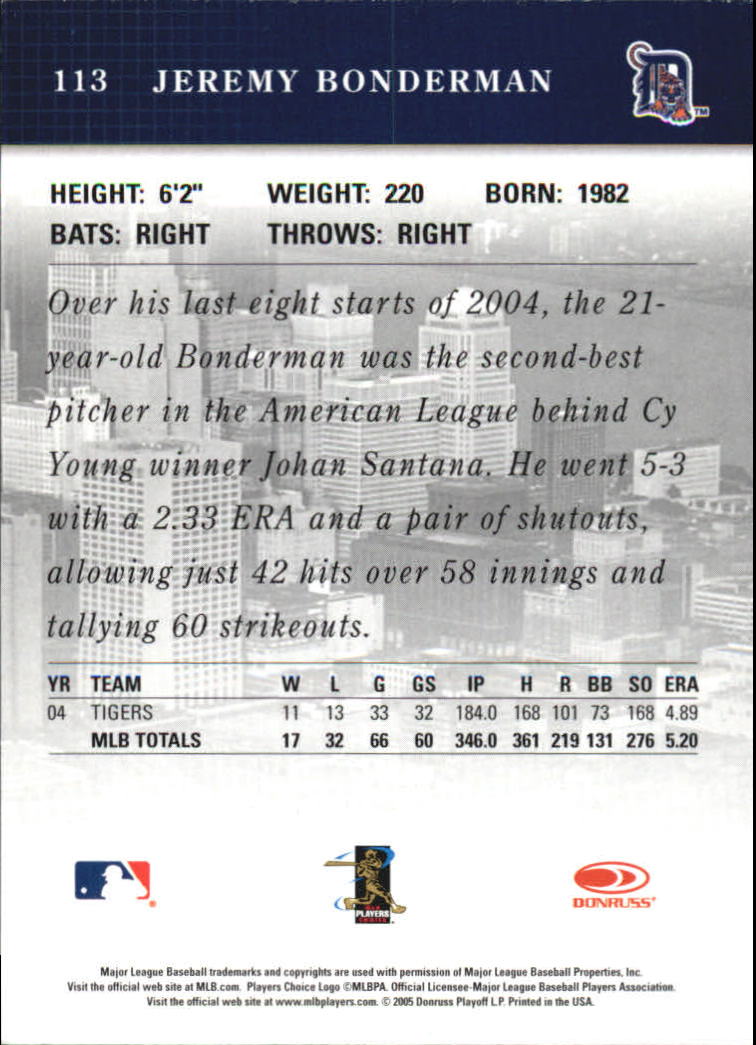 113 JEREMY BONDERMAN
D
TM
HEIGHT: 6'2" WEIGHT: 220 BORN: 1982
BATS: RIGHT THROWS: RIGHT
Over his last eight starts of 2004, the 21-
year-old Bonderman was the second-best
pitcher in the American League behind Cy
Young winner Johan Santana. He went 5-3
with a 2.33 ERA and a pair of shutouts,
allowing just 42 hits over 58 innings and
tallying 60 strikeouts.
YR TEAM W L G GS IP H R BB SO ERA
04 TIGERS 11 13 33 32 184.0 168 101 73 168 4.89
MLB TOTALS 17 32 66 60 346.0 361 219 131 276 5.20
MLB
PLAYERS
CHOICE
DONRUSS®
Major League Baseball trademarks and copyrights are used with permission of Major League Baseball Properties, Inc.
Visit the official web site at MLB.com. Players Choice Logo ©MLBPA. Official Licensee-Major League Baseball Players Association.
Visit the official web site at www.mlbplayers.com. © 2005 Donruss Playoff L.P. Printed in the USA.